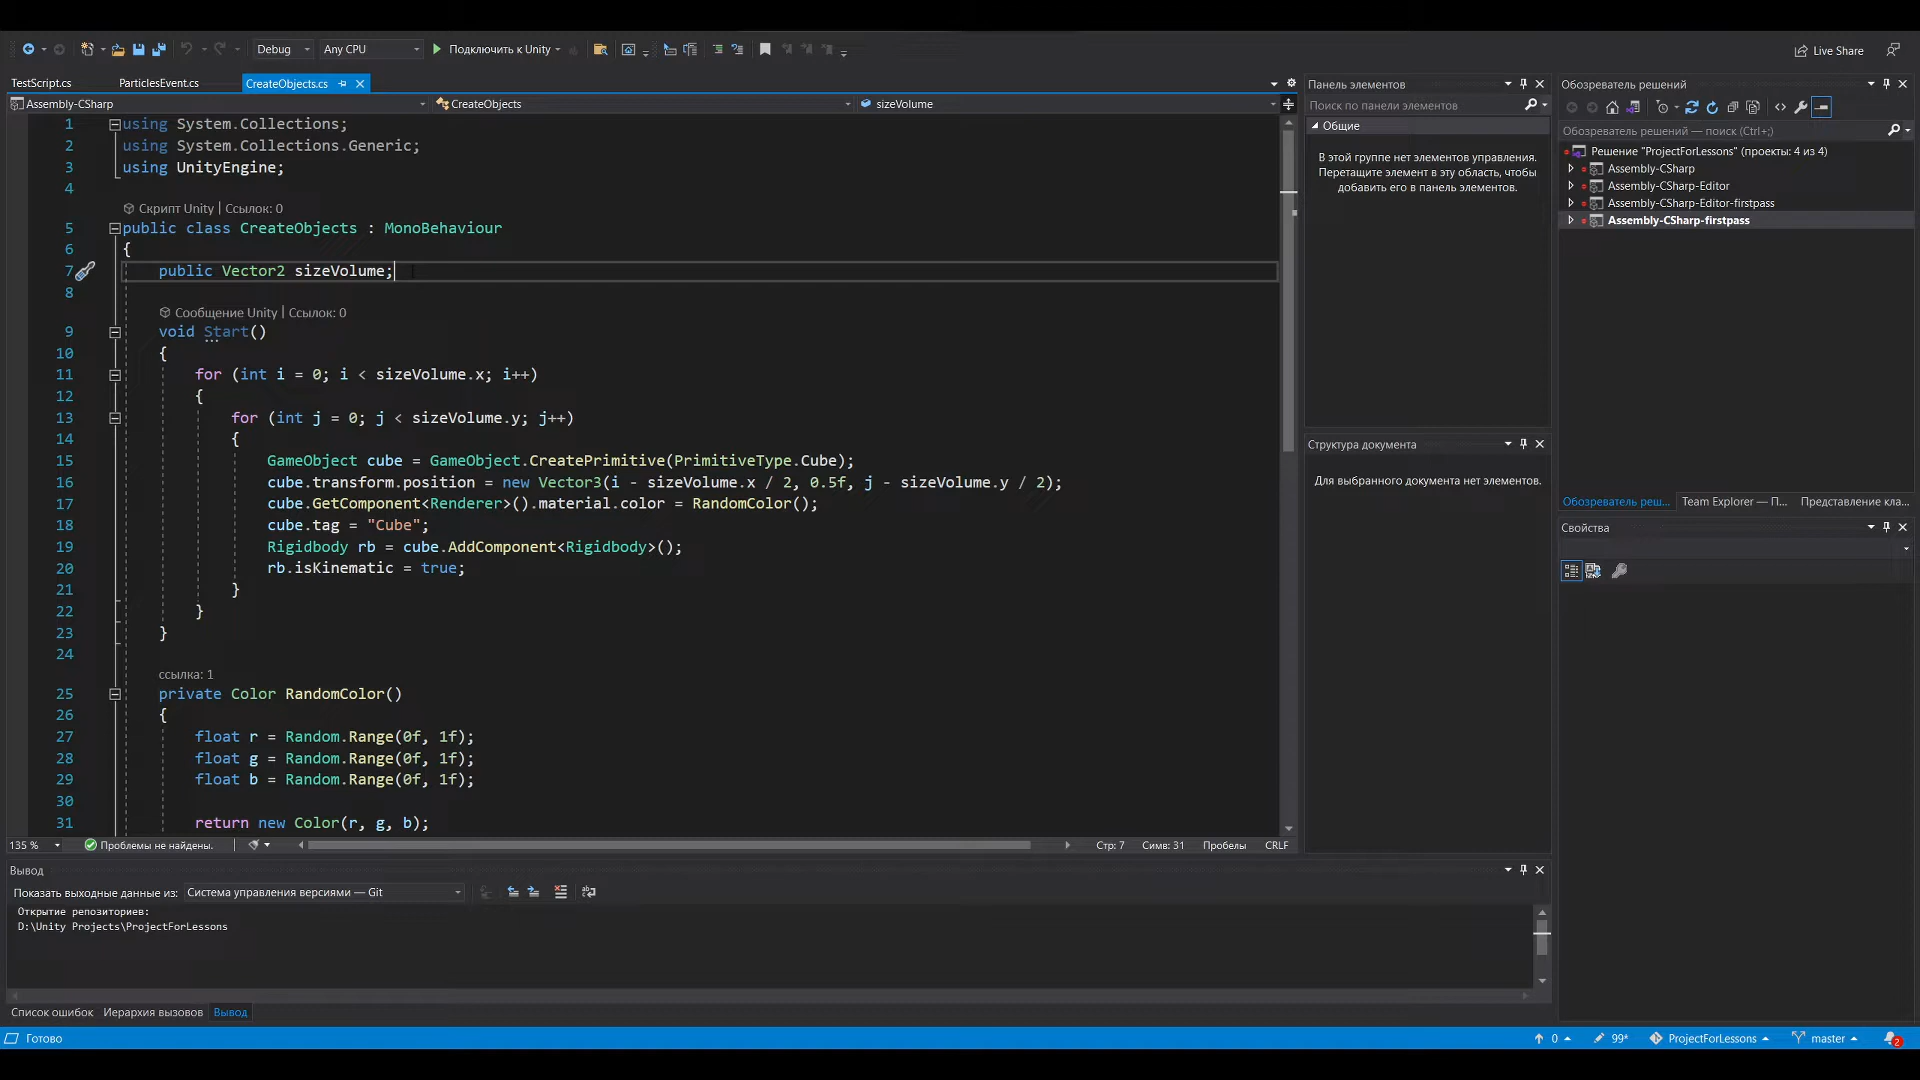 Debug
Any CPU
Подключить к Unity
Live Share
TestScript.cs
ParticlesEvent.cs
CreateObjects.cs
Assembly-CSharp
CreateObjects
sizeVolume
1 using System.Collections;
2 using System.Collections.Generic;
3 using UnityEngine;
4
Скрипт Unity | Ссылок: 0
5 public class CreateObjects : MonoBehaviour
6 {
7 public Vector2 sizeVolume;
8
Сообщение Unity | Ссылок: 0
9 void Start()
10 {
11 for (int i = 0; i < sizeVolume.x; i++)
12 {
13 for (int j = 0; j < sizeVolume.y; j++)
14 {
15 GameObject cube = GameObject.CreatePrimitive(PrimitiveType.Cube);
16 cube.transform.position = new Vector3(i - sizeVolume.x / 2, 0.5f, j - sizeVolume.y / 2);
17 cube.GetComponent<Renderer>().material.color = RandomColor();
18 cube.tag = "Cube";
19 Rigidbody rb = cube.AddComponent<Rigidbody>();
20 rb.isKinematic = true;
21 }
22 }
23 }
24
ссылка: 1
25 private Color RandomColor()
26 {
27 float r = Random.Range(0f, 1f);
28 float g = Random.Range(0f, 1f);
29 float b = Random.Range(0f, 1f);
30
31 return new Color(r, g, b);
135 %
Проблемы не найдены.
Стр: 7
Симв: 31
Пробелы
CRLF
Вывод
Показать выходные данные из:
Система управления версиями — Git
Открытие репозиториев:
D:\Unity Projects\ProjectForLessons
Список ошибок
Иерархия вызовов
Вывод
Панель элементов
Поиск по панели элементов
Общие
В этой группе нет элементов управления.
Перетащите элемент в эту область, чтобы
добавить его в панель элементов.
Структура документа
Для выбранного документа нет элементов.
Обозреватель решений
Обозреватель решений — поиск (Ctrl+;)
Решение "ProjectForLessons" (проекты: 4 из 4)
Assembly-CSharp
Assembly-CSharp-Editor
Assembly-CSharp-Editor-firstpass
Assembly-CSharp-firstpass
Обозреватель реш...
Team Explorer — П...
Представление кла...
Свойства
Готово
0
99*
ProjectForLessons
master
2